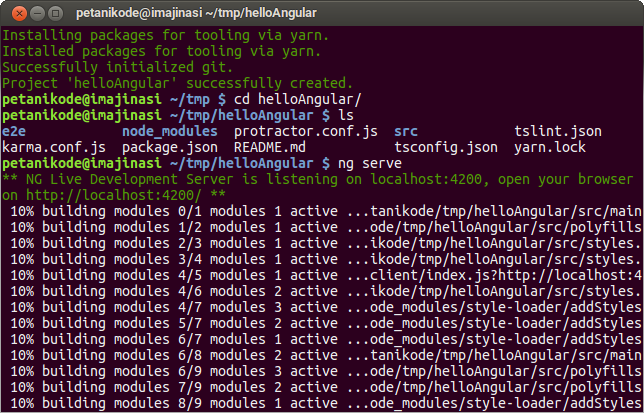 petanikode@imajinasi ~/tmp/helloAngular
Installing packages for tooling via yarn.
Installed packages for tooling via yarn.
Successfully initialized git.
Project 'helloAngular' successfully created.
petanikode@imajinasi ~/tmp $ cd helloAngular/
petanikode@imajinasi ~/tmp/helloAngular $ ls
e2e            node_modules  protractor.conf.js  src            tslint.json
karma.conf.js  package.json  README.md           tsconfig.json  yarn.lock
petanikode@imajinasi ~/tmp/helloAngular $ ng serve
** NG Live Development Server is listening on localhost:4200, open your browser
on http://localhost:4200/ **
 10% building modules 0/1 modules 1 active ...tanikode/tmp/helloAngular/src/main
 10% building modules 1/2 modules 1 active ...ode/tmp/helloAngular/src/polyfills
 10% building modules 2/3 modules 1 active ...ikode/tmp/helloAngular/src/styles.
 10% building modules 3/4 modules 1 active ...ikode/tmp/helloAngular/src/styles.
 10% building modules 4/5 modules 1 active ...client/index.js?http://localhost:4
 10% building modules 4/6 modules 2 active ...ikode/tmp/helloAngular/src/styles.
 10% building modules 4/7 modules 3 active ...ode_modules/style-loader/addStyles
 10% building modules 5/7 modules 2 active ...ode_modules/style-loader/addStyles
 10% building modules 6/7 modules 1 active ...ode_modules/style-loader/addStyles
 10% building modules 6/8 modules 2 active ...tanikode/tmp/helloAngular/src/main
 10% building modules 6/9 modules 3 active ...ode/tmp/helloAngular/src/polyfills
 10% building modules 7/9 modules 2 active ...ode/tmp/helloAngular/src/polyfills
 10% building modules 8/9 modules 1 active ...ode_modules/style-loader/addStyles